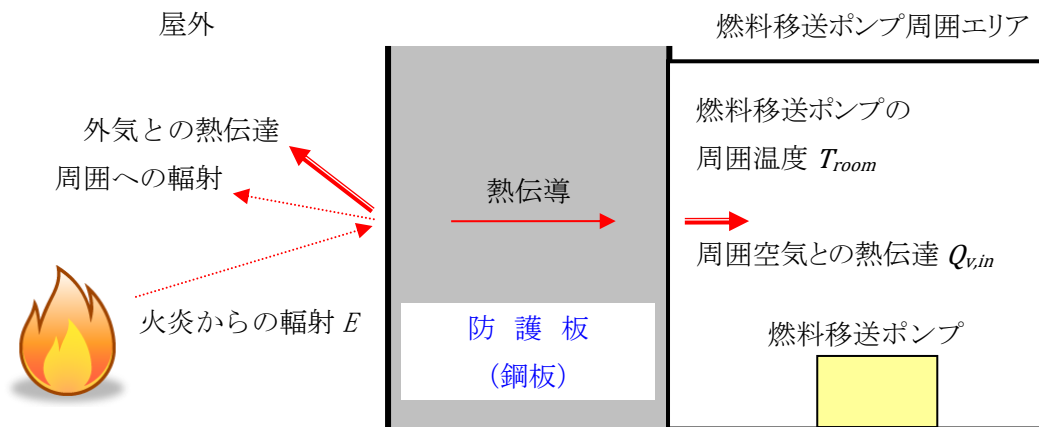 屋外
燃料移送ポンプ周囲エリア
外気との熱伝達
周囲への輻射
火炎からの輻射 E
熱伝導
防 護 板
(鋼板)
燃料移送ポンプの
周囲温度 Troom
周囲空気との熱伝達 Qv,in
燃料移送ポンプ